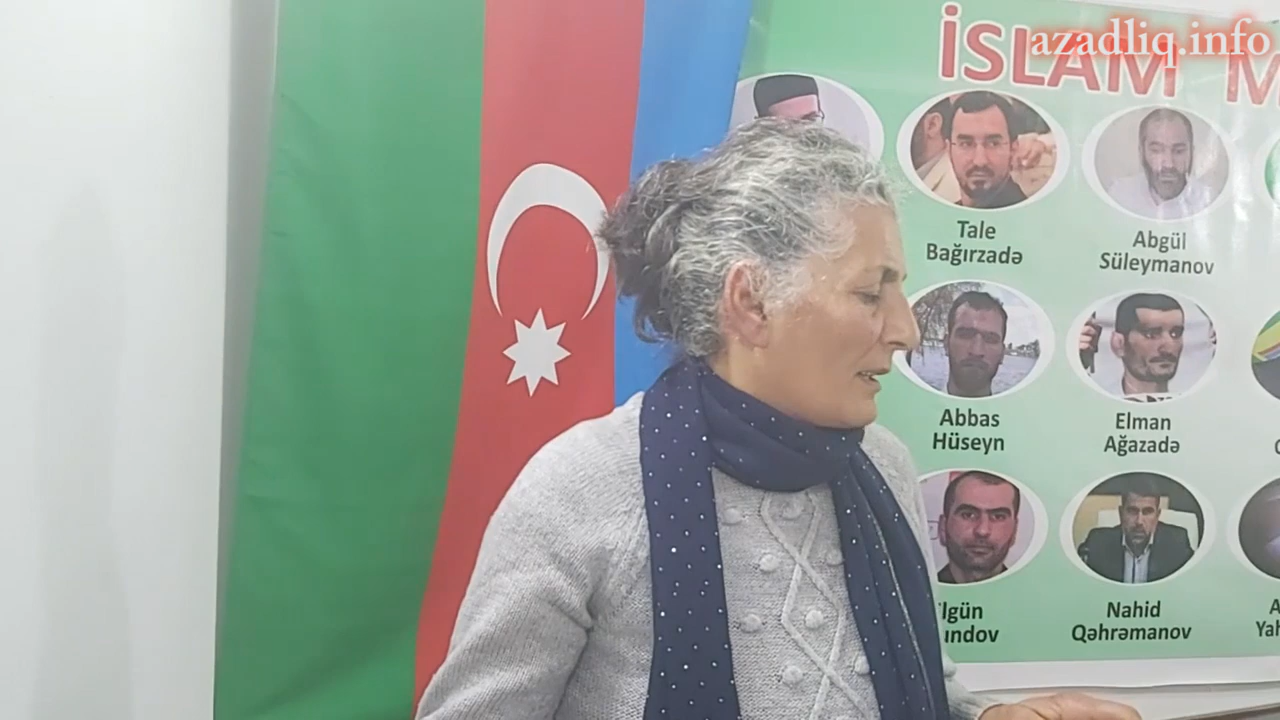 azadliq.info
İSLAM M
Tale
Bağırzadə
Abgül
Süleymanov
Abbas
Hüseyn
Elman
Ağazadə
Nahid
Qəhrəmanov